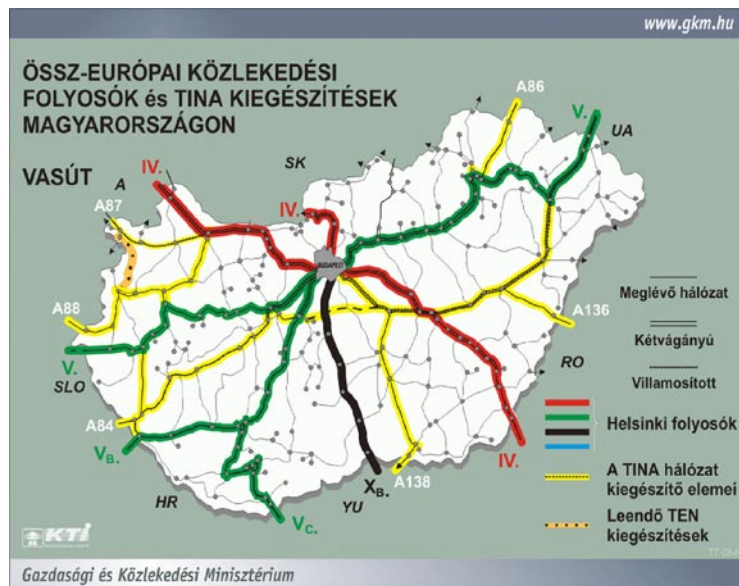 www.gkm.hu
ÖSSZ-EURÓPAI KÖZLEKEDÉSI
FOLYOSÓK és TINA KIEGÉSZÍTÉSEK
MAGYARORSZÁGON
VASÚT
A86
V.
UA
SK
A
IV.
IV.
A87
BUDAPEST
A88
A136
V.
SLO
RO
A84
VB.
HR
VC.
YU
XB.
A138
IV.
Meglévő hálózat
Kétvágányú
Villamosított
Helsinki folyosók
A TINA hálózat
kiegészítő elemei
Leendő TEN
kiegészítések
KTI
Gazdasági és Közlekedési Minisztérium